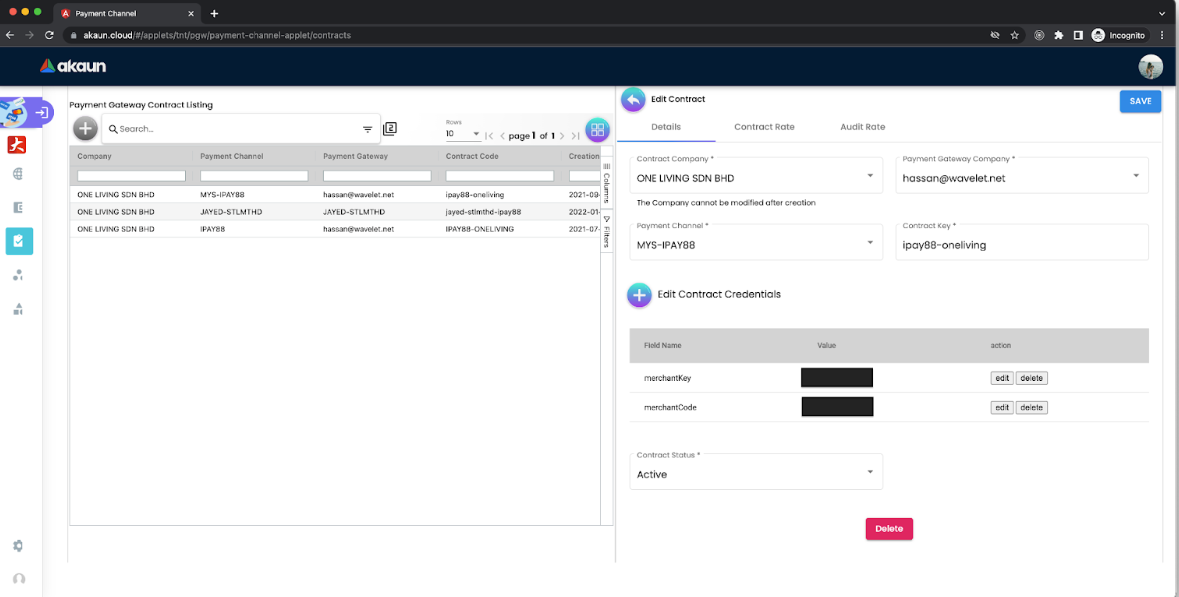 Payment Channel
akaun.cloud/#/applets/tnt/pgw/payment-channel-applet/contracts
Incognito
akaun
Payment Gateway Contract Listing
Search...
2
Rows
10
page 1 of 1
Company Payment Channel Payment Gateway Contract Code Creation
ONE LIVING SDN BHD MYS-IPAY88 hassan@wavelet.net ipay88-oneliving 2021-09-
ONE LIVING SDN BHD JAYED-STLMTHD JAYED-STLMTHD jayed-stlmthd-ipay88 2022-01-
ONE LIVING SDN BHD IPAY88 hassan@wavelet.net IPAY88-ONELIVING 2021-07-
Columns
Filters
Edit Contract
SAVE
Details Contract Rate Audit Rate
Contract Company * Payment Gateway Company *
ONE LIVING SDN BHD hassan@wavelet.net
The Company cannot be modified after creation
Payment Channel * Contract Key *
MYS-IPAY88 ipay88-oneliving
Edit Contract Credentials
Field Name Value action
merchantKey edit delete
merchantCode edit delete
Contract Status *
Active
Delete